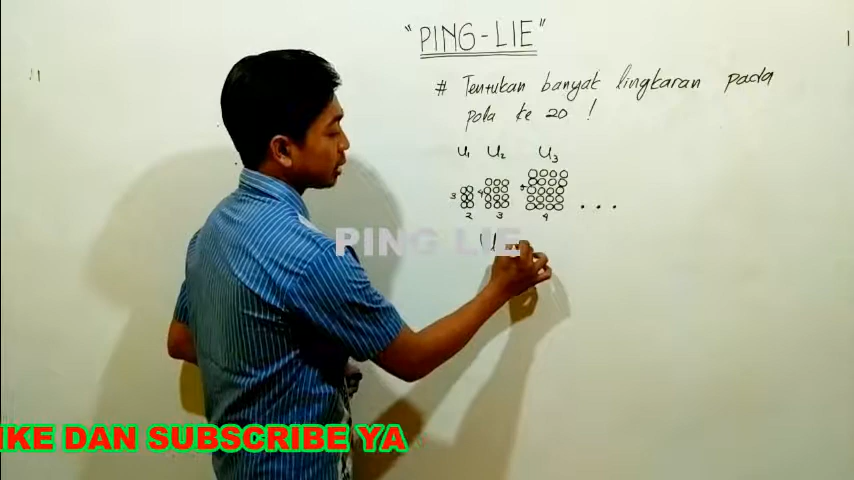 "PING-LIE"
# Tentukan banyak lingkaran pada
pola ke 20 !
U1 U2 U3
3 4 5 . . .
2 3 4
U
PING LIE
IKE DAN SUBSCRIBE YA